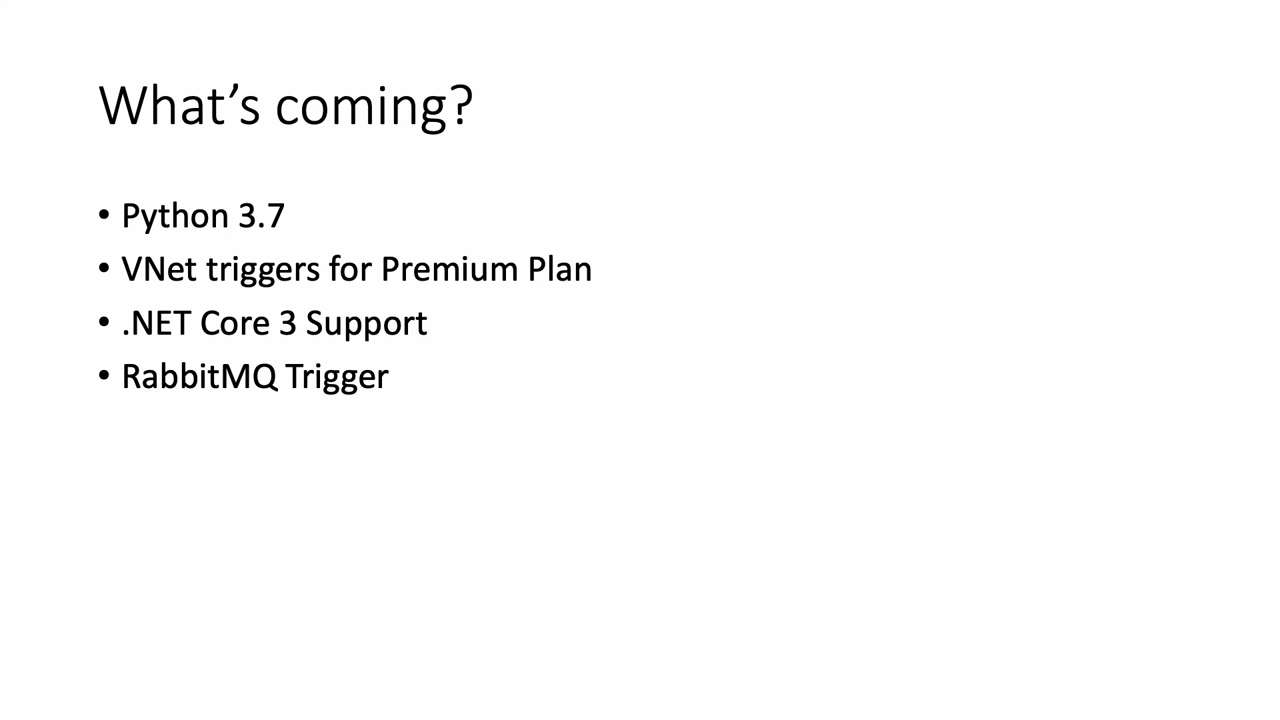 What’s coming?
• Python 3.7
• VNet triggers for Premium Plan
• .NET Core 3 Support
• RabbitMQ Trigger